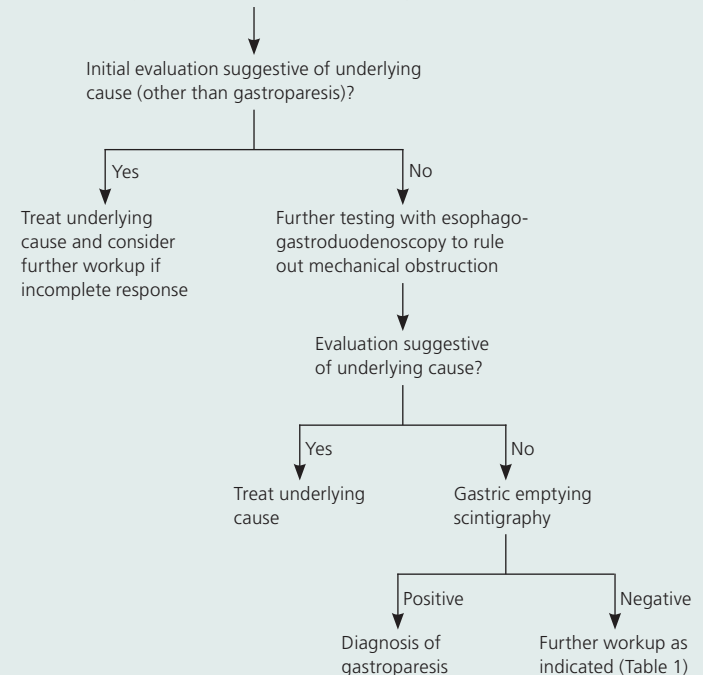 Initial evaluation suggestive of underlying
cause (other than gastroparesis)?
Yes
No
Treat underlying
cause and consider
further workup if
incomplete response
Further testing with esophago-
gastroduodenoscopy to rule
out mechanical obstruction
Evaluation suggestive
of underlying cause?
Yes
No
Treat underlying
cause
Gastric emptying
scintigraphy
Positive
Negative
Diagnosis of
gastroparesis
Further workup as
indicated (Table 1)